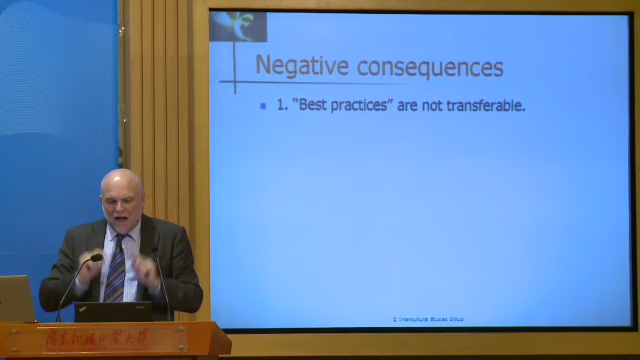 Negative consequences
1. “Best practices” are not transferable.
© Intercultural Studies Group